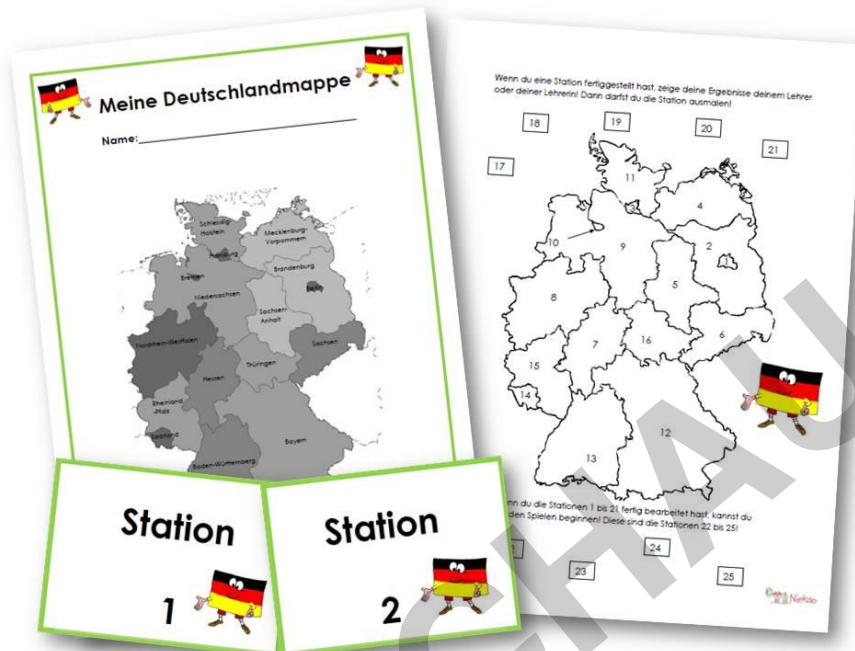 Meine Deutschlandmappe
Name:
Schleswig-
Holstein
Mecklenburg-
Vorpommern
Hamburg
Bremen
Brandenburg
Berlin
Niedersachsen
Sachsen-
Anhalt
Nordrhein-Westfalen
Sachsen
Thüringen
Hessen
Rheinland
-Pfalz
Saarland
Bayern
Baden-Württemberg
Station
1
Station
2
Wenn du eine Station fertiggestellt hast, zeige deine Ergebnisse deinem Lehrer
oder deiner Lehrerin! Dann darfst du die Station ausmalen!
18
19
20
21
17
11
3
4
10
9
2
1
8
5
7
16
6
15
14
12
13
du die Stationen 1 bis 21 fertig bearbeitet hast, kannst du
den Spielen beginnen! Diese sind die Stationen 22 bis 25!
24
23
25
Niekao
CHAU